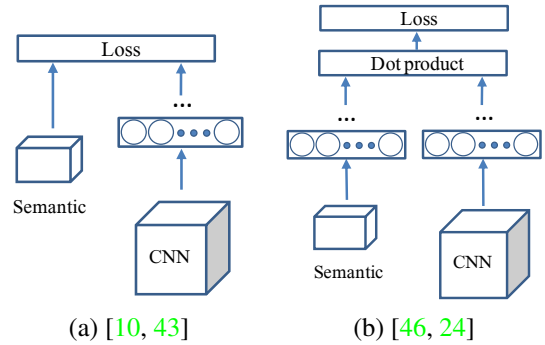 Loss
...
Semantic
CNN
(a) [10, 43]
Loss
Dot product
...
...
Semantic
CNN
(b) [46, 24]